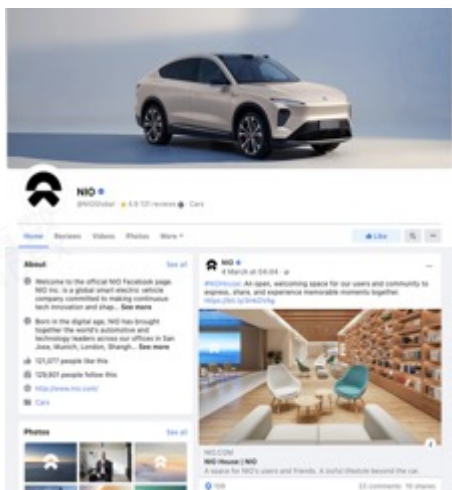 NIO
@NIOGlobal · 4.9 131 reviews · Cars
Home Reviews Videos Photos More
Like
About See all
Welcome to the official NIO Facebook page.
NIO Inc. is a global smart electric vehicle
company committed to making continuous
tech innovation and shap... See more
Born in the digital age, NIO has brought
together the world's automotive and
technology leaders across our offices in San
Jose, Munich, London, Shangh... See more
121,077 people like this
129,901 people follow this
http://www.nio.com/
Cars
Photos See all
NIO
4 March at 04:04
#NIOHouse: An open, welcoming space for our users and community to
express, share, and experience memorable moments together.
NIO.COM
NIO House | NIO
A space for NIO's users and friends. A joyful lifestyle beyond the car.
33 comments 10 shares